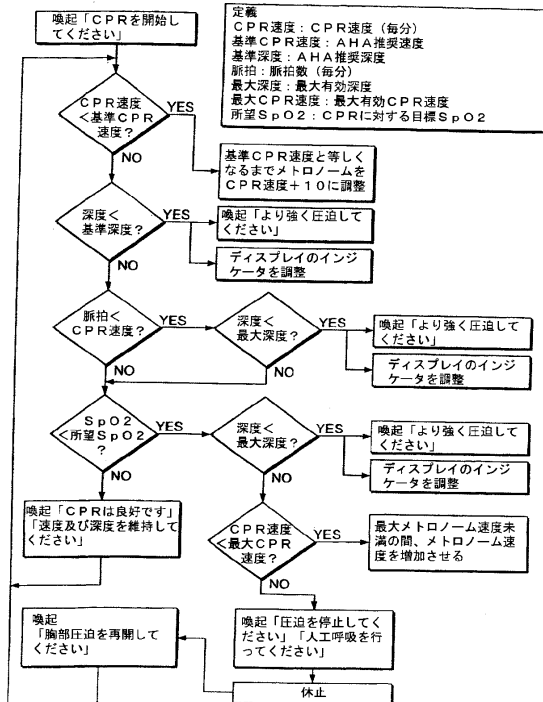 喚起「CPRを開始し
てください」
定義
CPR速度：CPR速度（毎分）
基準CPR速度：AHA推奨速度
基準深度：AHA推奨深度
脈拍：脈拍数（毎分）
最大深度：最大有効深度
最大CPR速度：最大有効CPR速度
所望SpO2：CPRに対する目標SpO2
CPR速度
<基準CPR
速度？
YES
NO
基準CPR速度と等しく
なるまでメトロノームを
CPR速度+10に調整
深度<
基準深度？
YES
NO
喚起「より強く圧迫して
ください」
ディスプレイのインジ
ケータを調整
脈拍<
CPR速度？
YES
NO
深度<
最大深度？
YES
NO
喚起「より強く圧迫して
ください」
ディスプレイのインジ
ケータを調整
SpO2
<所望SpO2
？
YES
NO
深度<
最大深度？
YES
NO
喚起「より強く圧迫して
ください」
ディスプレイのインジ
ケータを調整
喚起「CPRは良好です」
「速度及び深度を維持して
ください」
CPR速度
<最大CPR
速度？
YES
NO
最大メトロノーム速度未
満の間、メトロノーム速
度を増加させる
喚起
「胸部圧迫を再開して
ください」
喚起「圧迫を停止してく
ださい」「人工呼吸を行っ
てください」
休止